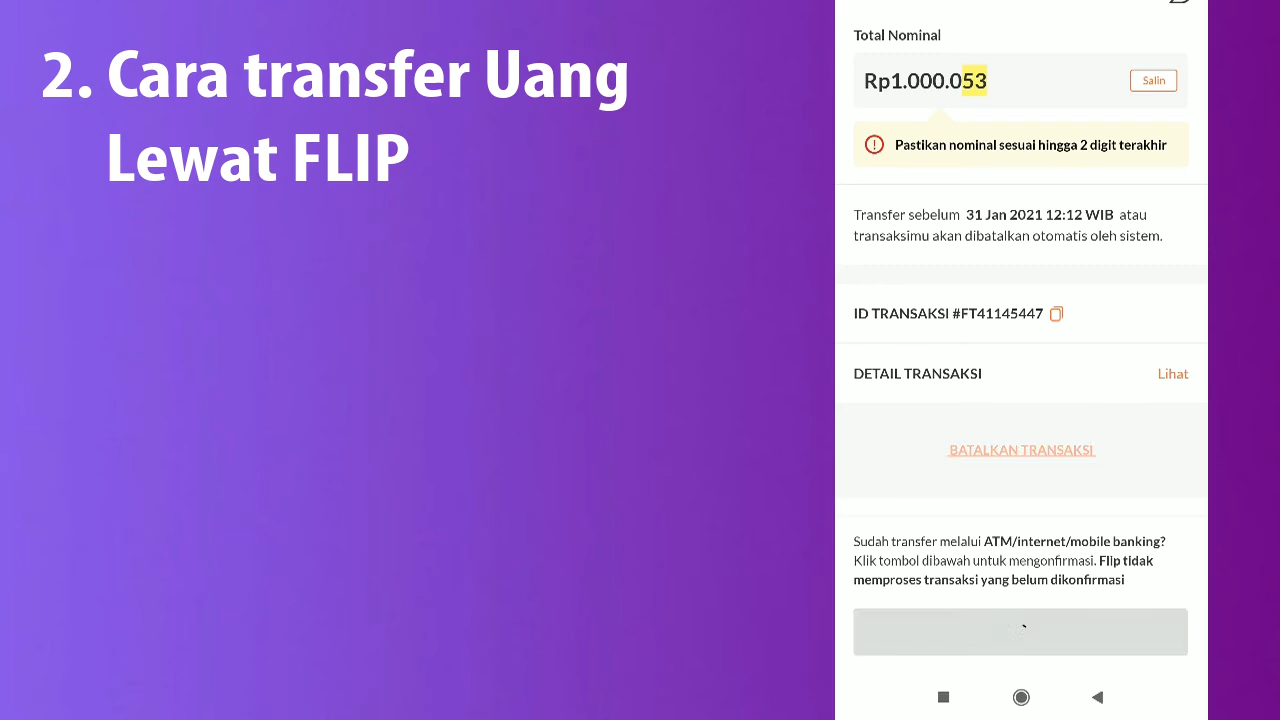 2. Cara transfer Uang
Lewat FLIP
Total Nominal
Rp1.000.053
Salin
Pastikan nominal sesuai hingga 2 digit terakhir
Transfer sebelum 31 Jan 2021 12:12 WIB atau
transaksimu akan dibatalkan otomatis oleh sistem.
ID TRANSAKSI #FT41145447
DETAIL TRANSAKSI
Lihat
BATALKAN TRANSAKSI
Sudah transfer melalui ATM/internet/mobile banking?
Klik tombol dibawah untuk mengonfirmasi. Flip tidak
memproses transaksi yang belum dikonfirmasi